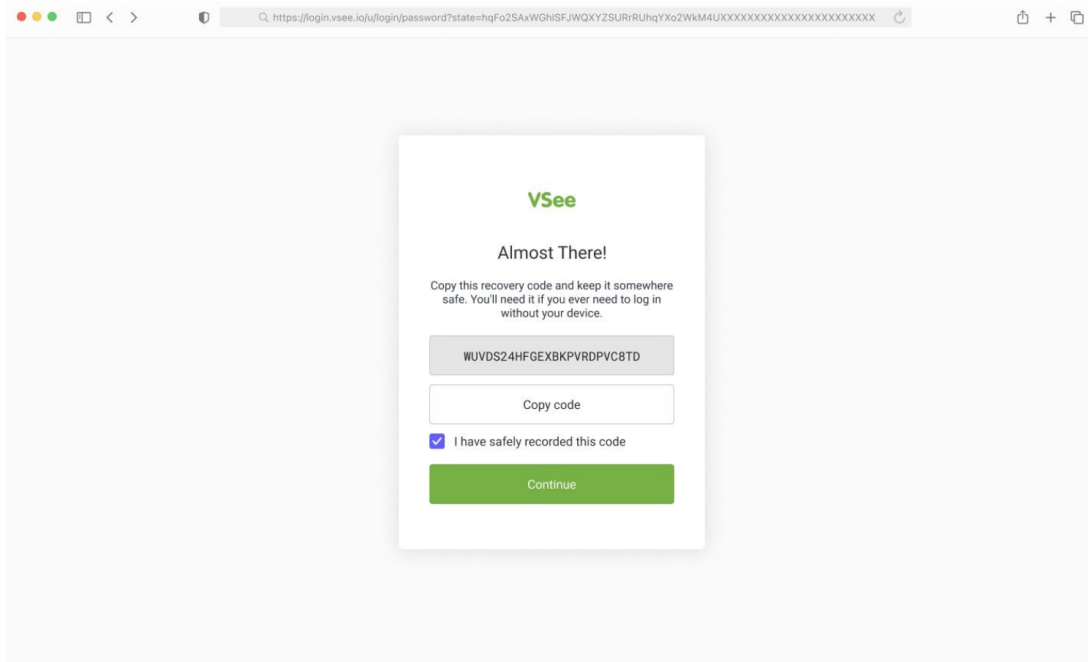 https://login.vsee.io/u/login/password?state=hqFo2SAxWGhlSFJWQXYZSURrRUhqYXo2WkM4UXXXXXXXXXXXXXXXXXXXXXXX
VSee
Almost There!
Copy this recovery code and keep it somewhere
safe. You'll need it if you ever need to log in
without your device.
WUVDS24HFGEXBKPVRDPVC8TD
Copy code
I have safely recorded this code
Continue